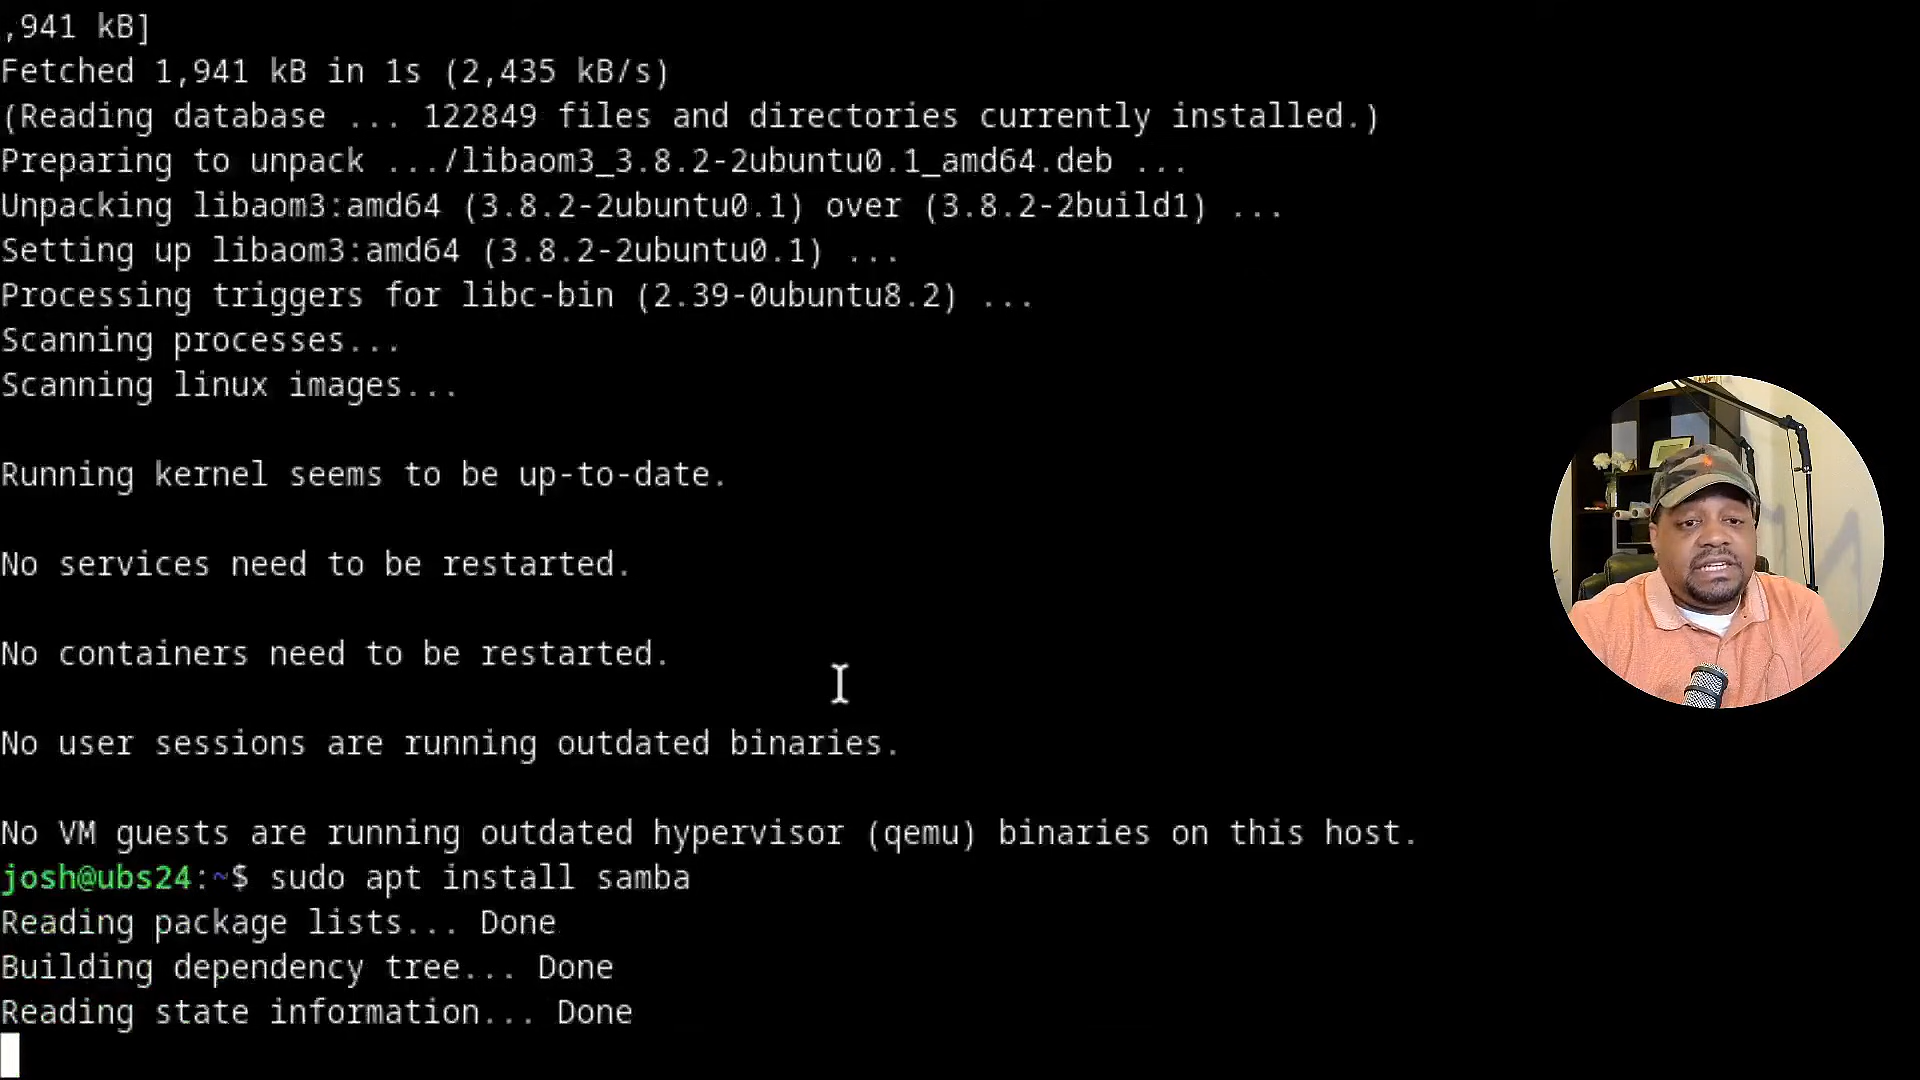 ,941 kB]
Fetched 1,941 kB in 1s (2,435 kB/s)
(Reading database ... 122849 files and directories currently installed.)
Preparing to unpack .../libaom3_3.8.2-2ubuntu0.1_amd64.deb ...
Unpacking libaom3:amd64 (3.8.2-2ubuntu0.1) over (3.8.2-2build1) ...
Setting up libaom3:amd64 (3.8.2-2ubuntu0.1) ...
Processing triggers for libc-bin (2.39-0ubuntu8.2) ...
Scanning processes...
Scanning linux images...
Running kernel seems to be up-to-date.
No services need to be restarted.
No containers need to be restarted.
No user sessions are running outdated binaries.
No VM guests are running outdated hypervisor (qemu) binaries on this host.
josh@ubs24:~$ sudo apt install samba
Reading package lists... Done
Building dependency tree... Done
Reading state information... Done